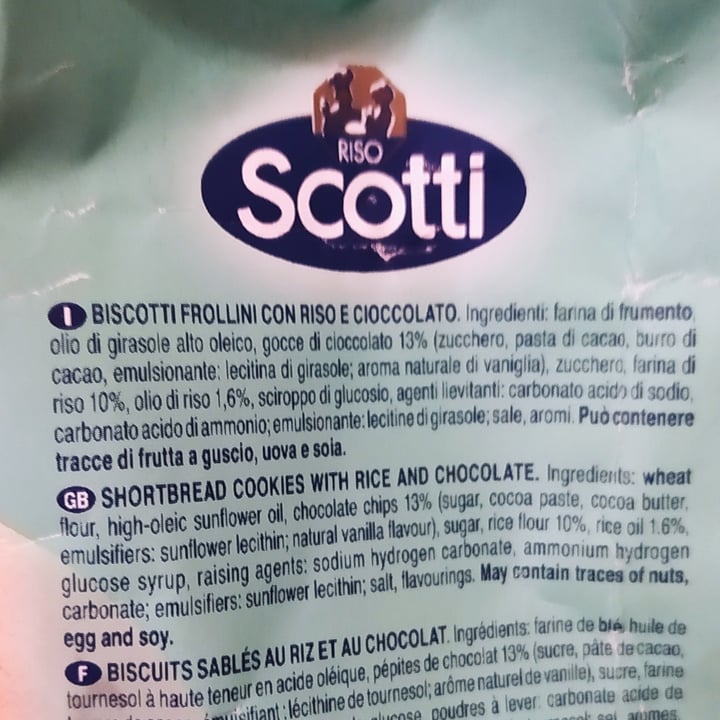 RISO
Scotti
I BISCOTTI FROLLINI CON RISO E CIOCCOLATO. Ingredienti: farina di frumento,
olio di girasole alto oleico, gocce di cioccolato 13% (zucchero, pasta di cacao, burro di
cacao, emulsionante: lecitina di girasole; aroma naturale di vaniglia), zucchero, farina di
riso 10%, olio di riso 1,6%, sciroppo di glucosio, agenti lievitanti: carbonato acido di sodio,
carbonato acido di ammonio; emulsionante: lecitine di girasole; sale, aromi. Può contenere
tracce di frutta a guscio, uova e soia.
GB SHORTBREAD COOKIES WITH RICE AND CHOCOLATE. Ingredients: wheat
flour, high-oleic sunflower oil, chocolate chips 13% (sugar, cocoa paste, cocoa butter,
emulsifiers: sunflower lecithin; natural vanilla flavour), sugar, rice flour 10%, rice oil 1.6%,
glucose syrup, raising agents: sodium hydrogen carbonate, ammonium hydrogen
carbonate; emulsifiers: sunflower lecithin; salt, flavourings. May contain traces of nuts,
egg and soy.
F BISCUITS SABLÉS AU RIZ ET AU CHOCOLAT. Ingrédients: farine de blé, huile de
tournesol à haute teneur en acide oléique, pépites de chocolat 13% (sucre, pâte de cacao,
: lécithine de tournesol; arôme naturel de vanille), sucre, farine
poudres à lever: carbonate acide de